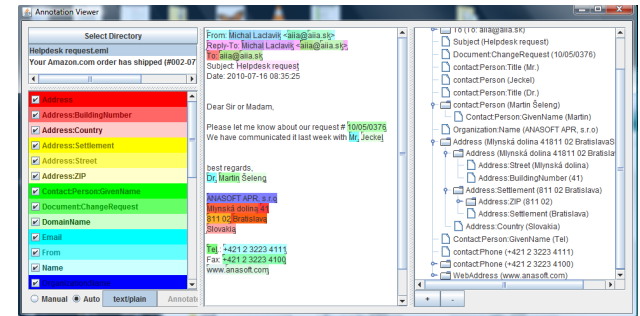 Annotation Viewer
Select Directory
Helpdesk request.eml
Your Amazon.com order has shipped (#002-07
Address
Address:BuildingNumber
Address:Country
Address:Settlement
Address:Street
Address:ZIP
Contact:Person:GivenName
Document:ChangeRequest
DomainName
Email
From
Name
Manual Auto text/plain Annotate
From: Michal Laclavik <aiia@aiia.sk>
Reply-To: Michal Laclavik <aiia@aiia.sk>
To: aiia@aiia.sk
Subject: Helpdesk request
Date: 2010-07-16 08:35:25
Dear Sir or Madam,
Please let me know about our request # 10/05/0376
We have communicated it last week with Mr. Jeckel
best regards,
Dr. Martin Šeleng
ANASOFT APR, s.r.o
Mlynská dolina 41
811 02 Bratislava
Slovakia
Tel.: +421 2 3223 4111
Fax: +421 2 3223 4100
www.anasoft.com
To (To: aiia@aiia.sk)
Subject (Helpdesk request)
Document:ChangeRequest (10/05/0376)
contact:Person:Title (Mr.)
contact:Person (Jeckel)
contact:Person:Title (Dr.)
contact:Person (Martin Šeleng)
Contact:Person:GivenName (Martin)
Organization:Name (ANASOFT APR, s.r.o)
Address (Mlynská dolina 41811 02 BratislavaS
Address (Mlynská dolina 41811 02 Bratislav
Address:Street (Mlynská dolina)
Address:BuildingNumber (41)
Address:Settlement (811 02 Bratislava)
Address:ZIP (811 02)
Address:Settlement (Bratislava)
Address:Country (Slovakia)
Contact:Person:GivenName (Tel)
contact:Phone (+421 2 3223 4111)
contact:Phone (+421 2 3223 4100)
WebAddress (www.anasoft.com)
+ -